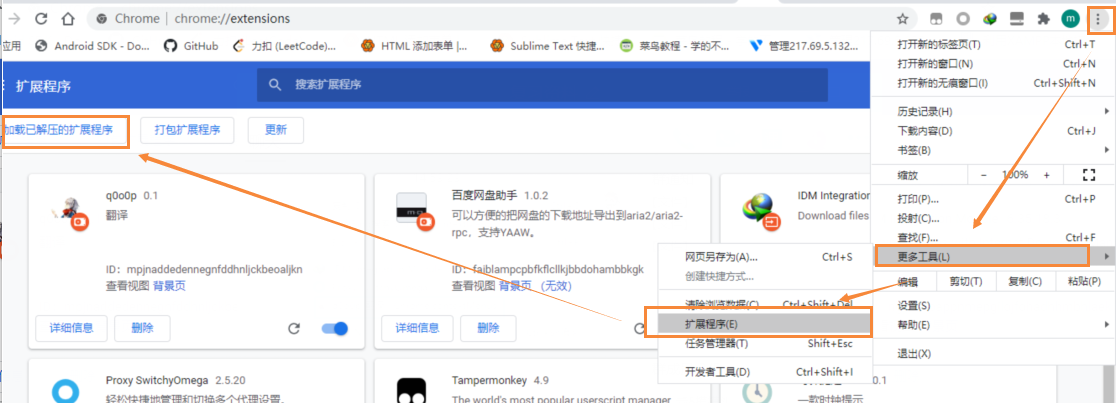 Chrome | chrome://extensions
m
应用 Android SDK - Do... GitHub 力扣 (LeetCode)... HTML 添加表单 |... Sublime Text 快捷... 菜鸟教程 - 学的不... 管理217.69.5.132...
扩展程序
搜索扩展程序
加载已解压的扩展程序 打包扩展程序 更新
q0o0p 0.1
翻译
ID：mpjnaddedennegnfddhnljckbeoaljkn
查看视图 背景页
详细信息 删除
百度网盘助手 1.0.2
可以方便的把网盘的下载地址导出到aria2/aria2-
rpc，支持YAAW。
ID：faiblampcpbfkflcllkjbbdohambbkgk
查看视图 背景页 （无效）
详细信息 删除
IDM Integration
Download files
Proxy SwitchyOmega 2.5.20
轻松快捷地管理和切换多个代理设置。
Tampermonkey 4.9
The world's most popular userscript manager
0.1
一款时钟提示
打开新的标签页(T) Ctrl+T
打开新的窗口(N) Ctrl+N
打开新的无痕窗口(I) Ctrl+Shift+N
历史记录(H)
下载内容(D) Ctrl+J
书签(B)
缩放 - 100% +
打印(P)... Ctrl+P
投射(C)...
查找(F)... Ctrl+F
更多工具(L)
编辑 剪切(T) 复制(C) 粘贴(P)
设置(S)
帮助(E)
退出(X)
网页另存为(A)... Ctrl+S
创建快捷方式...
清除浏览数据(C) Ctrl+Shift+Del
扩展程序(E)
任务管理器(T) Shift+Esc
开发者工具(D) Ctrl+Shift+I